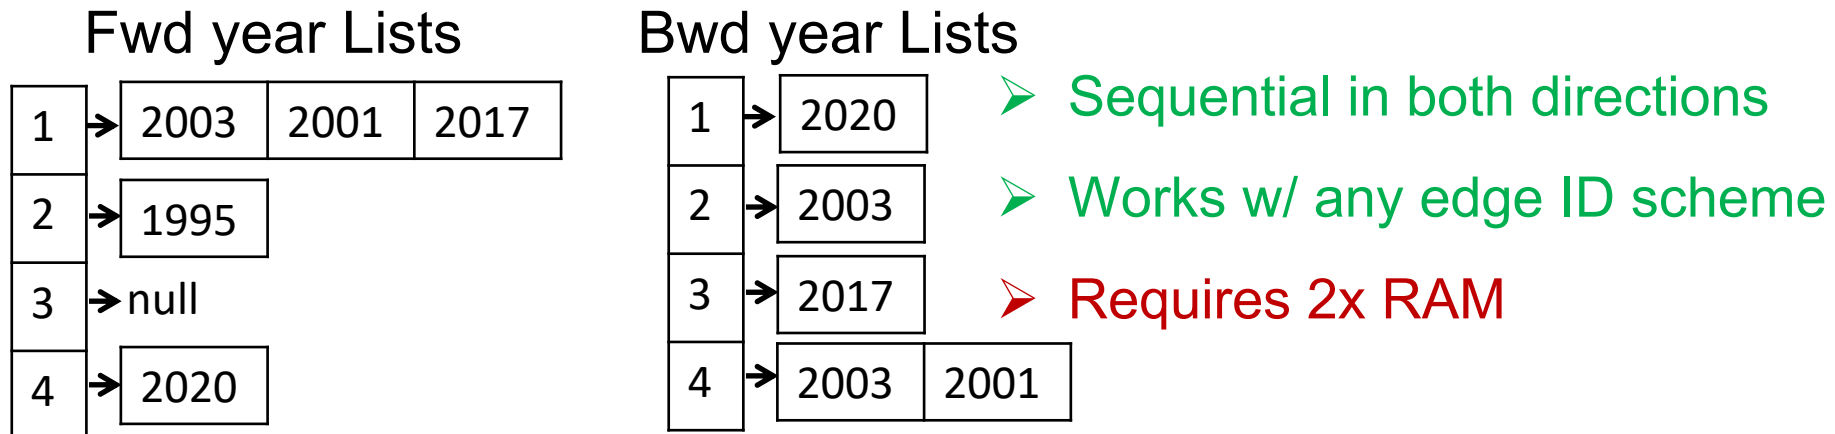 Fwd year Lists
1 2003 2001 2017
2 1995
3 null
4 2020
Bwd year Lists
1 2020
2 2003
3 2017
4 2003 2001
Sequential in both directions
Works w/ any edge ID scheme
Requires 2x RAM